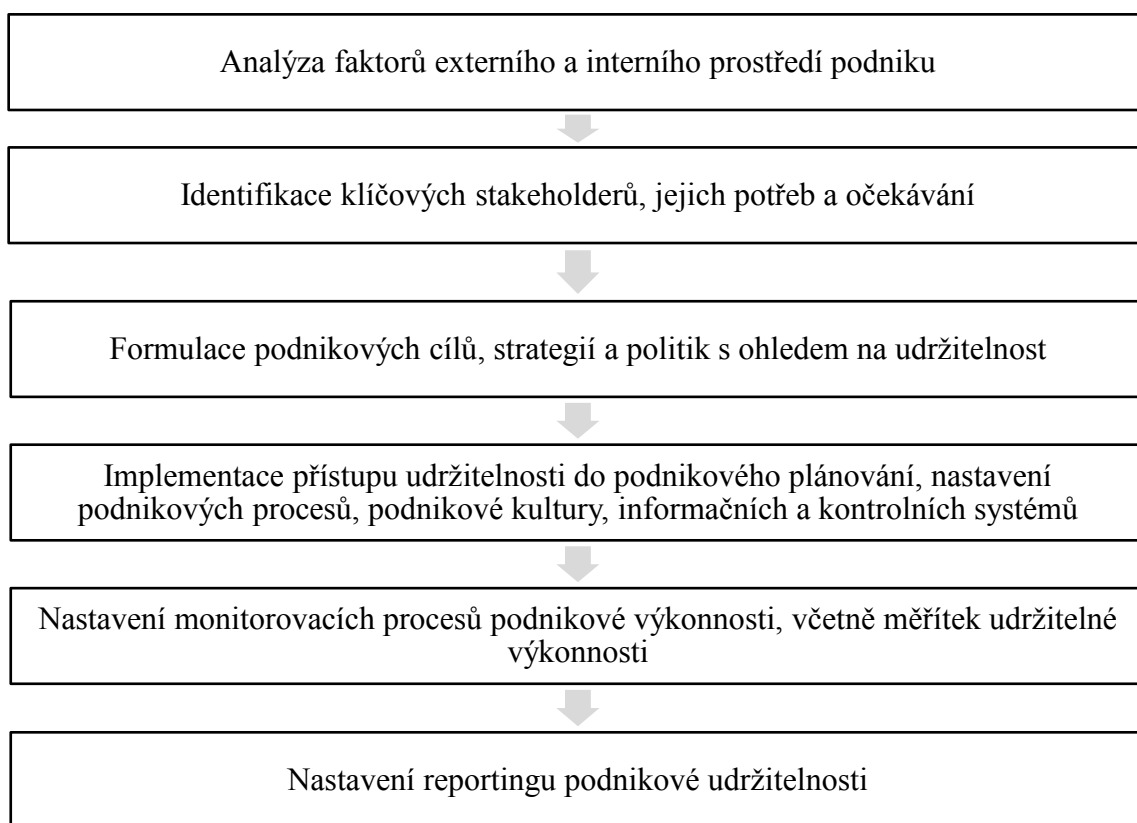 Analýza faktorů externího a interního prostředí podniku
Identifikace klíčových stakeholderů, jejich potřeb a očekávání
Formulace podnikových cílů, strategií a politik s ohledem na udržitelnost
Implementace přístupu udržitelnosti do podnikového plánování, nastavení
podnikových procesů, podnikové kultury, informačních a kontrolních systémů
Nastavení monitorovacích procesů podnikové výkonnosti, včetně měřítek udržitelné
výkonnosti
Nastavení reportingu podnikové udržitelnosti